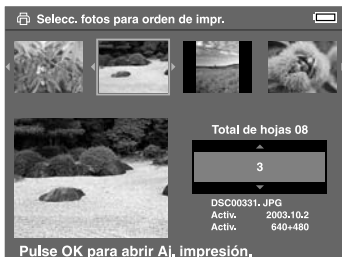 Selecc. fotos para orden de impr.
Total de hojas 08
3
DSC00331. JPG
Activ. 2003.10.2
Activ. 640+480
Pulse OK para abrir Aj. impresión.